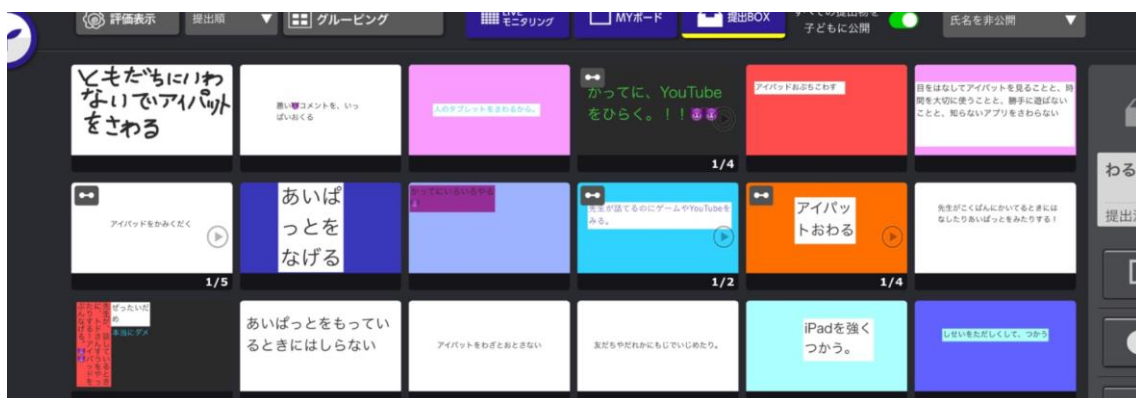 評価表示
提出順
グルーピング
LIVE
モニタリング
MYボード
提出BOX
すべての提出物を
子どもに公開
氏名を非公開
ともだちにいわ
ないでアイパット
をさわる
悪い😈コメントを、いっ
ぱいおくる
人のタブレットをさわるから。
かってに、YouTube
をひらく。！！😈😈
1/4
アイパッドおぶちこわす
目をはなしてアイパットを見ることと、時
間を大切に使うことと、勝手に遊ばない
ことと、知らないアプリをさわらない
わる
提出済
アイパッドをかみくだく
1/5
あいぱ
っとを
なげる
かってにいろいろやる
先生が話てるのにゲームやYouTubeを
みる。
1/2
アイパッ
トおわる
1/4
先生がこくばんにかいてるときには
なしたりあいぱっとをみたりする！
ぜったいだ
め
本当にダメ
あいぱっとをもってい
るときにはしらない
アイパットをわざとおとさない
友だちやだれかにもじでいじめたり。
iPadを強く
つかう。
しせいをただしくして、つかう